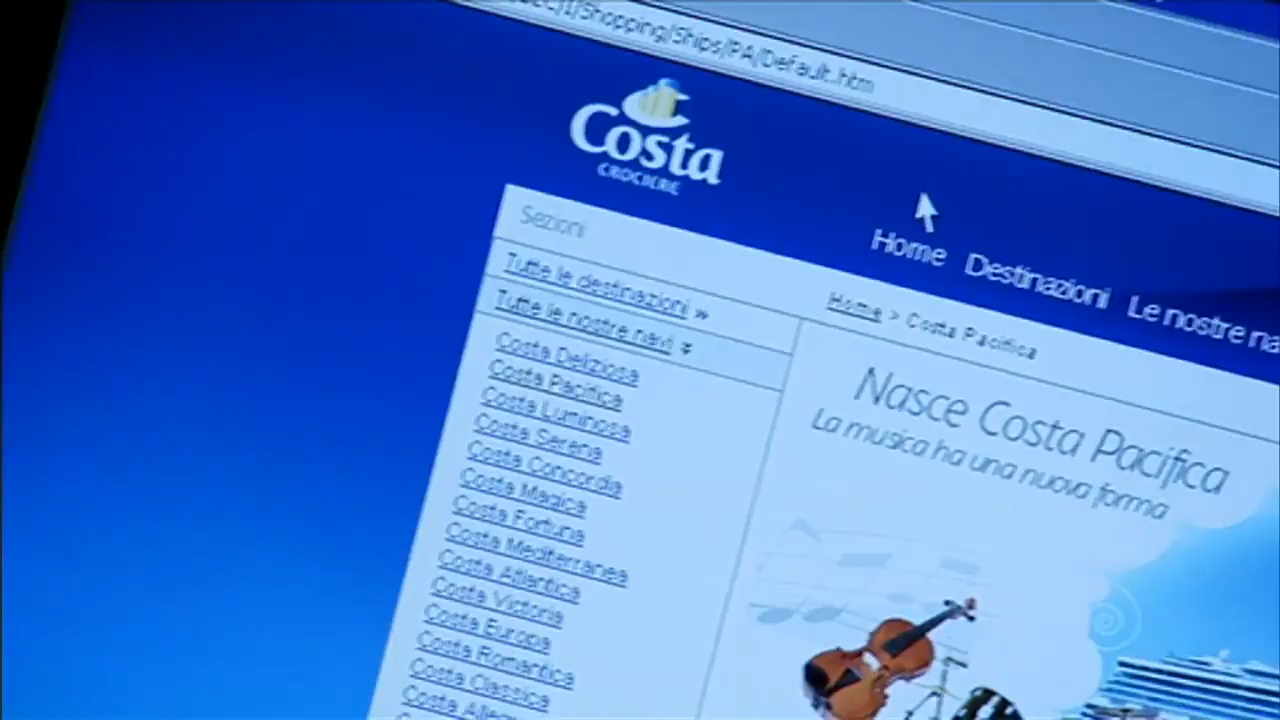 /Shopping/Ships/PA/Default.htm
Costa
CROCIERE
Home Destinazioni Le nostre na
Sezioni
Tutte le destinazioni »
Tutte le nostre navi
Costa Deliziosa
Costa Pacifica
Costa Luminosa
Costa Serena
Costa Concordia
Costa Magica
Costa Fortuna
Costa Mediterranea
Costa Atlantica
Costa Victoria
Costa Europa
Costa Romantica
Costa Classica
Costa Alleg
Home > Costa Pacifica
Nasce Costa Pacifica
La musica ha una nuova forma